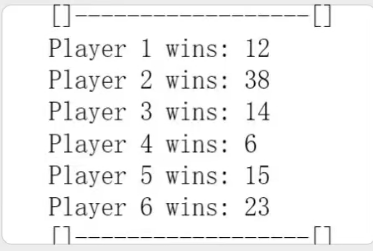 []------------------[]
Player 1 wins: 12
Player 2 wins: 38
Player 3 wins: 14
Player 4 wins: 6
Player 5 wins: 15
Player 6 wins: 23
[]------------------[]